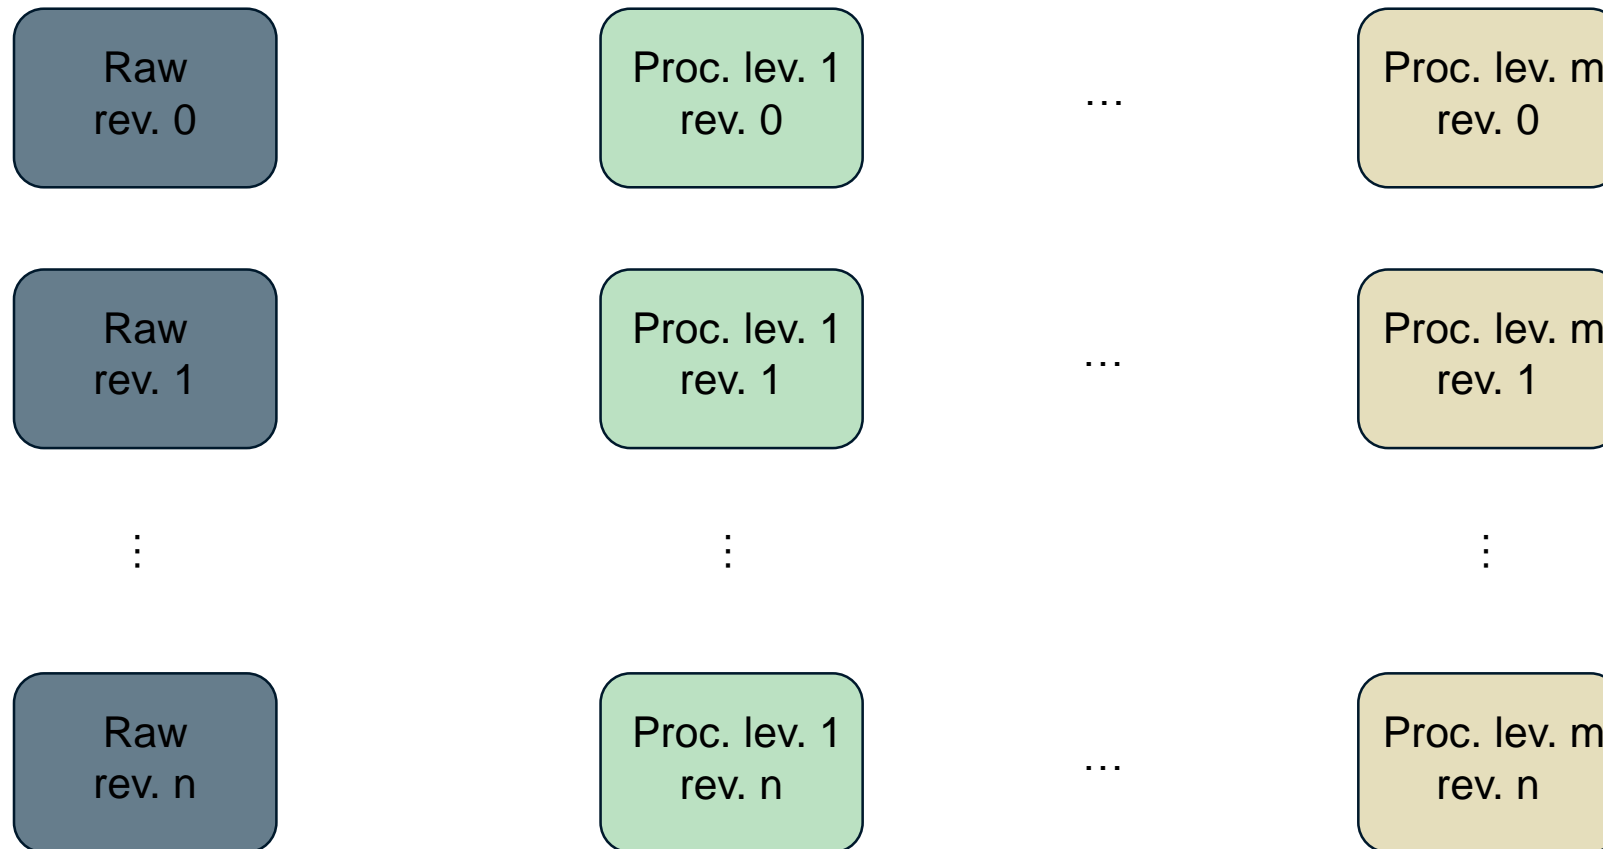 Raw
rev. 0
Proc. lev. 1
rev. 0
...
Proc. lev. m
rev. 0
Raw
rev. 1
Proc. lev. 1
rev. 1
...
Proc. lev. m
rev. 1
⋮
⋮
⋮
Raw
rev. n
Proc. lev. 1
rev. n
...
Proc. lev. m
rev. n